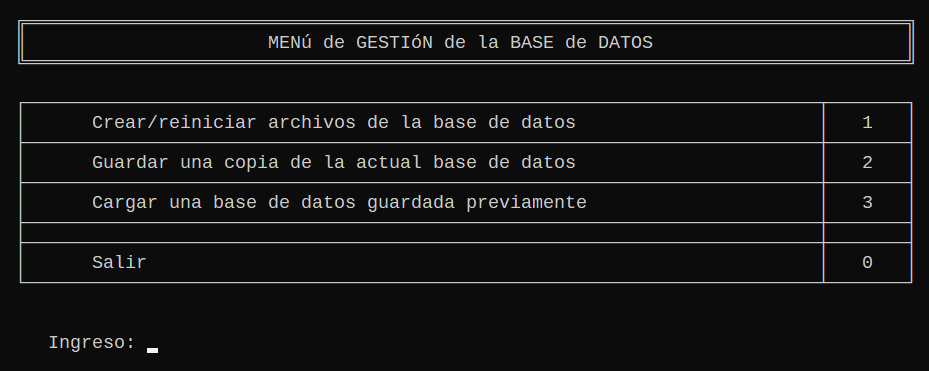 MENú de GESTIóN de la BASE de DATOS
Crear/reiniciar archivos de la base de datos 1
Guardar una copia de la actual base de datos 2
Cargar una base de datos guardada previamente 3
Salir 0
Ingreso: